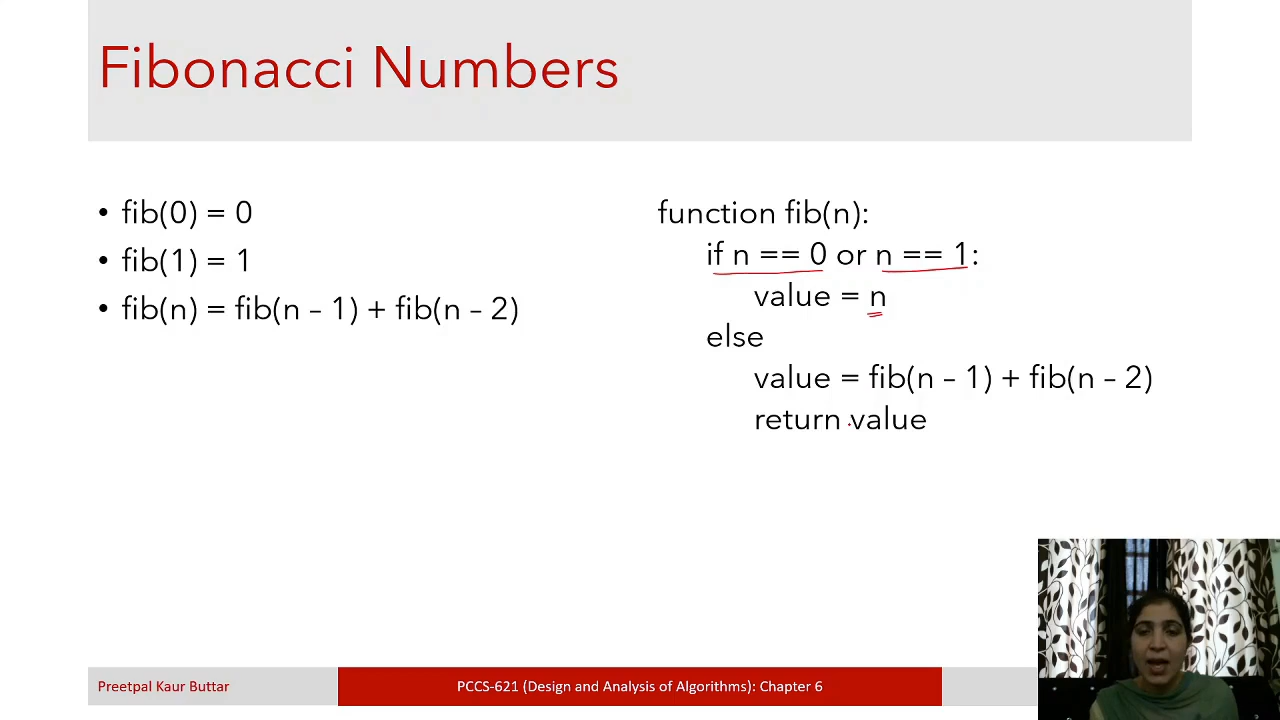 Fibonacci Numbers
• fib(0) = 0
• fib(1) = 1
• fib(n) = fib(n – 1) + fib(n – 2)
function fib(n):
if n == 0 or n == 1:
value = n
else
value = fib(n – 1) + fib(n – 2)
return value
Preetpal Kaur Buttar
PCCS-621 (Design and Analysis of Algorithms): Chapter 6